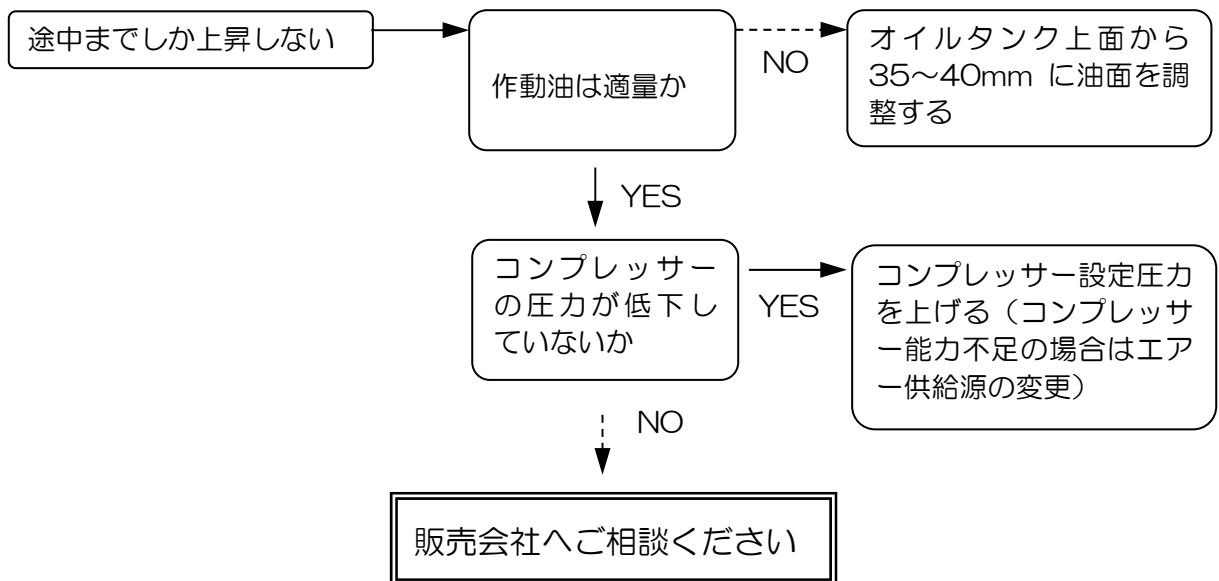 途中までしか上昇しない
作動油は適量か
NO
オイルタンク上面から
35～40mm に油面を調
整する
YES
コンプレッサー
の圧力が低下し
ていないか
YES
コンプレッサー設定圧力
を上げる（コンプレッサ
ー能力不足の場合はエア
ー供給源の変更）
NO
販売会社へご相談ください